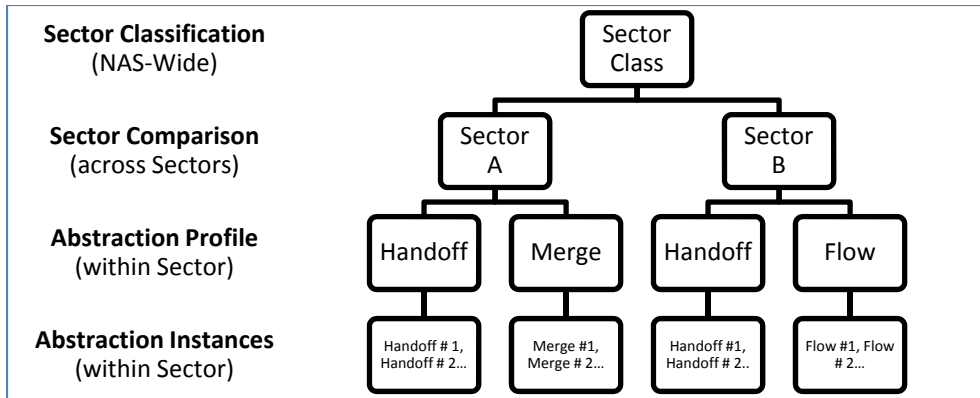 Sector Classification
(NAS-Wide)
Sector
Class
Sector Comparison
(across Sectors)
Sector
A
Sector
B
Abstraction Profile
(within Sector)
Handoff
Merge
Handoff
Flow
Abstraction Instances
(within Sector)
Handoff # 1,
Handoff # 2…
Merge #1,
Merge # 2…
Handoff #1,
Handoff # 2..
Flow #1, Flow
# 2…